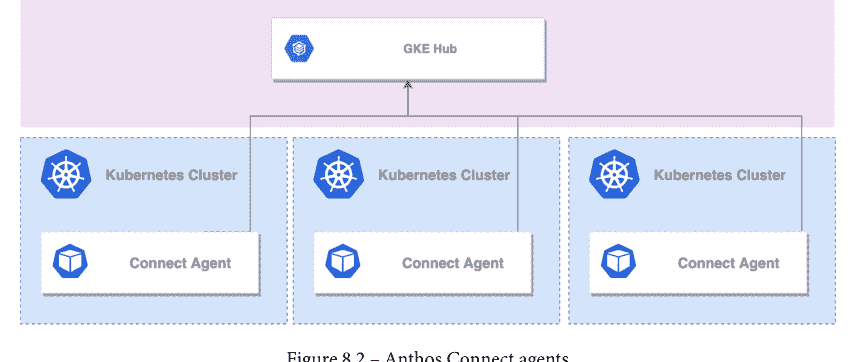 GKE Hub
Kubernetes Cluster
Kubernetes Cluster
Kubernetes Cluster
Connect Agent
Connect Agent
Connect Agent
Figure 8.2 – Anthos Connect agents